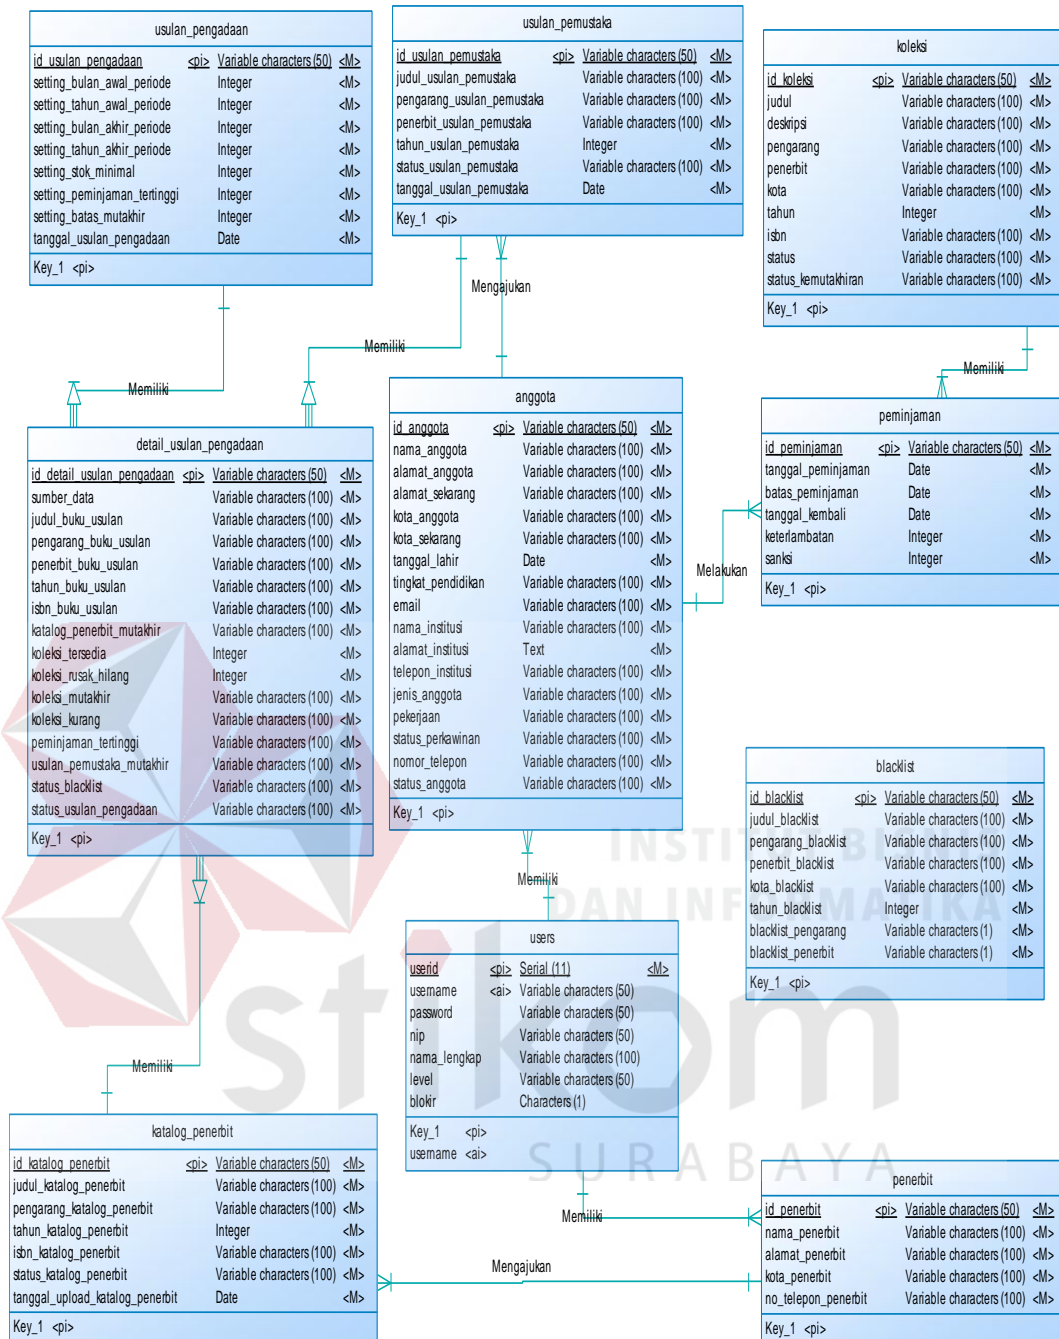 usulan_pengadaan
id_usulan_pengadaan <pi> Variable characters (50) <M>
setting_bulan_awal_periode Integer <M>
setting_tahun_awal_periode Integer <M>
setting_bulan_akhir_periode Integer <M>
setting_tahun_akhir_periode Integer <M>
setting_stok_minimal Integer <M>
setting_peminjaman_tertinggi Integer <M>
setting_batas_mutakhir Integer <M>
tanggal_usulan_pengadaan Date <M>
Key_1 <pi>
usulan_pemustaka
id_usulan_pemustaka <pi> Variable characters (50) <M>
judul_usulan_pemustaka Variable characters (100) <M>
pengarang_usulan_pemustaka Variable characters (100) <M>
penerbit_usulan_pemustaka Variable characters (100) <M>
tahun_usulan_pemustaka Integer <M>
status_usulan_pemustaka Variable characters (100) <M>
tanggal_usulan_pemustaka Date <M>
Key_1 <pi>
koleksi
id_koleksi <pi> Variable characters (50) <M>
judul Variable characters (100) <M>
deskripsi Variable characters (100) <M>
pengarang Variable characters (100) <M>
penerbit Variable characters (100) <M>
kota Variable characters (100) <M>
tahun Integer <M>
isbn Variable characters (100) <M>
status Variable characters (100) <M>
status_kemutakhiran Variable characters (100) <M>
Key_1 <pi>
Mengajukan
Memiliki
Memiliki
Memiliki
detail_usulan_pengadaan
id_detail_usulan_pengadaan <pi> Variable characters (50) <M>
sumber_data Variable characters (100) <M>
judul_buku_usulan Variable characters (100) <M>
pengarang_buku_usulan Variable characters (100) <M>
penerbit_buku_usulan Variable characters (100) <M>
tahun_buku_usulan Variable characters (100) <M>
isbn_buku_usulan Variable characters (100) <M>
katalog_penerbit_mutakhir Variable characters (100) <M>
koleksi_tersedia Integer <M>
koleksi_rusak_hilang Integer <M>
koleksi_mutakhir Variable characters (100) <M>
koleksi_kurang Variable characters (100) <M>
peminjaman_tertinggi Variable characters (100) <M>
usulan_pemustaka_mutakhir Variable characters (100) <M>
status_blacklist Variable characters (100) <M>
status_usulan_pengadaan Variable characters (100) <M>
Key_1 <pi>
anggota
id_anggota <pi> Variable characters (50) <M>
nama_anggota Variable characters (100) <M>
alamat_anggota Variable characters (100) <M>
alamat_sekarang Variable characters (100) <M>
kota_anggota Variable characters (100) <M>
kota_sekarang Variable characters (100) <M>
tanggal_lahir Date <M>
tingkat_pendidikan Variable characters (100) <M>
email Variable characters (100) <M>
nama_institusi Variable characters (100) <M>
alamat_institusi Text <M>
telepon_institusi Variable characters (100) <M>
jenis_anggota Variable characters (100) <M>
pekerjaan Variable characters (100) <M>
status_perkawinan Variable characters (100) <M>
nomor_telepon Variable characters (100) <M>
status_anggota Variable characters (100) <M>
Key_1 <pi>
peminjaman
id_peminjaman <pi> Variable characters (50) <M>
tanggal_peminjaman Date <M>
batas_peminjaman Date <M>
tanggal_kembali Date <M>
keterlambatan Integer <M>
sanksi Integer <M>
Key_1 <pi>
Melakukan
blacklist
id_blacklist <pi> Variable characters (50) <M>
judul_blacklist Variable characters (100) <M>
pengarang_blacklist Variable characters (100) <M>
penerbit_blacklist Variable characters (100) <M>
kota_blacklist Variable characters (100) <M>
tahun_blacklist Integer <M>
blacklist_pengarang Variable characters (1) <M>
blacklist_penerbit Variable characters (1) <M>
Key_1 <pi>
INSTITUT BISNIS
DAN INFORMATIKA
stikom
SURABAYA
Memiliki
users
userid <pi> Serial (11) <M>
username <ai> Variable characters (50)
password Variable characters (50)
nip Variable characters (50)
nama_lengkap Variable characters (100)
level Variable characters (50)
blokir Characters (1)
Key_1 <pi>
username <ai>
Memiliki
katalog_penerbit
id_katalog_penerbit <pi> Variable characters (50) <M>
judul_katalog_penerbit Variable characters (100) <M>
pengarang_katalog_penerbit Variable characters (100) <M>
tahun_katalog_penerbit Integer <M>
isbn_katalog_penerbit Variable characters (100) <M>
status_katalog_penerbit Variable characters (100) <M>
tanggal_upload_katalog_penerbit Date <M>
Key_1 <pi>
Memiliki
Mengajukan
penerbit
id_penerbit <pi> Variable characters (50) <M>
nama_penerbit Variable characters (100) <M>
alamat_penerbit Variable characters (100) <M>
kota_penerbit Variable characters (100) <M>
no_telepon_penerbit Variable characters (100) <M>
Key_1 <pi>